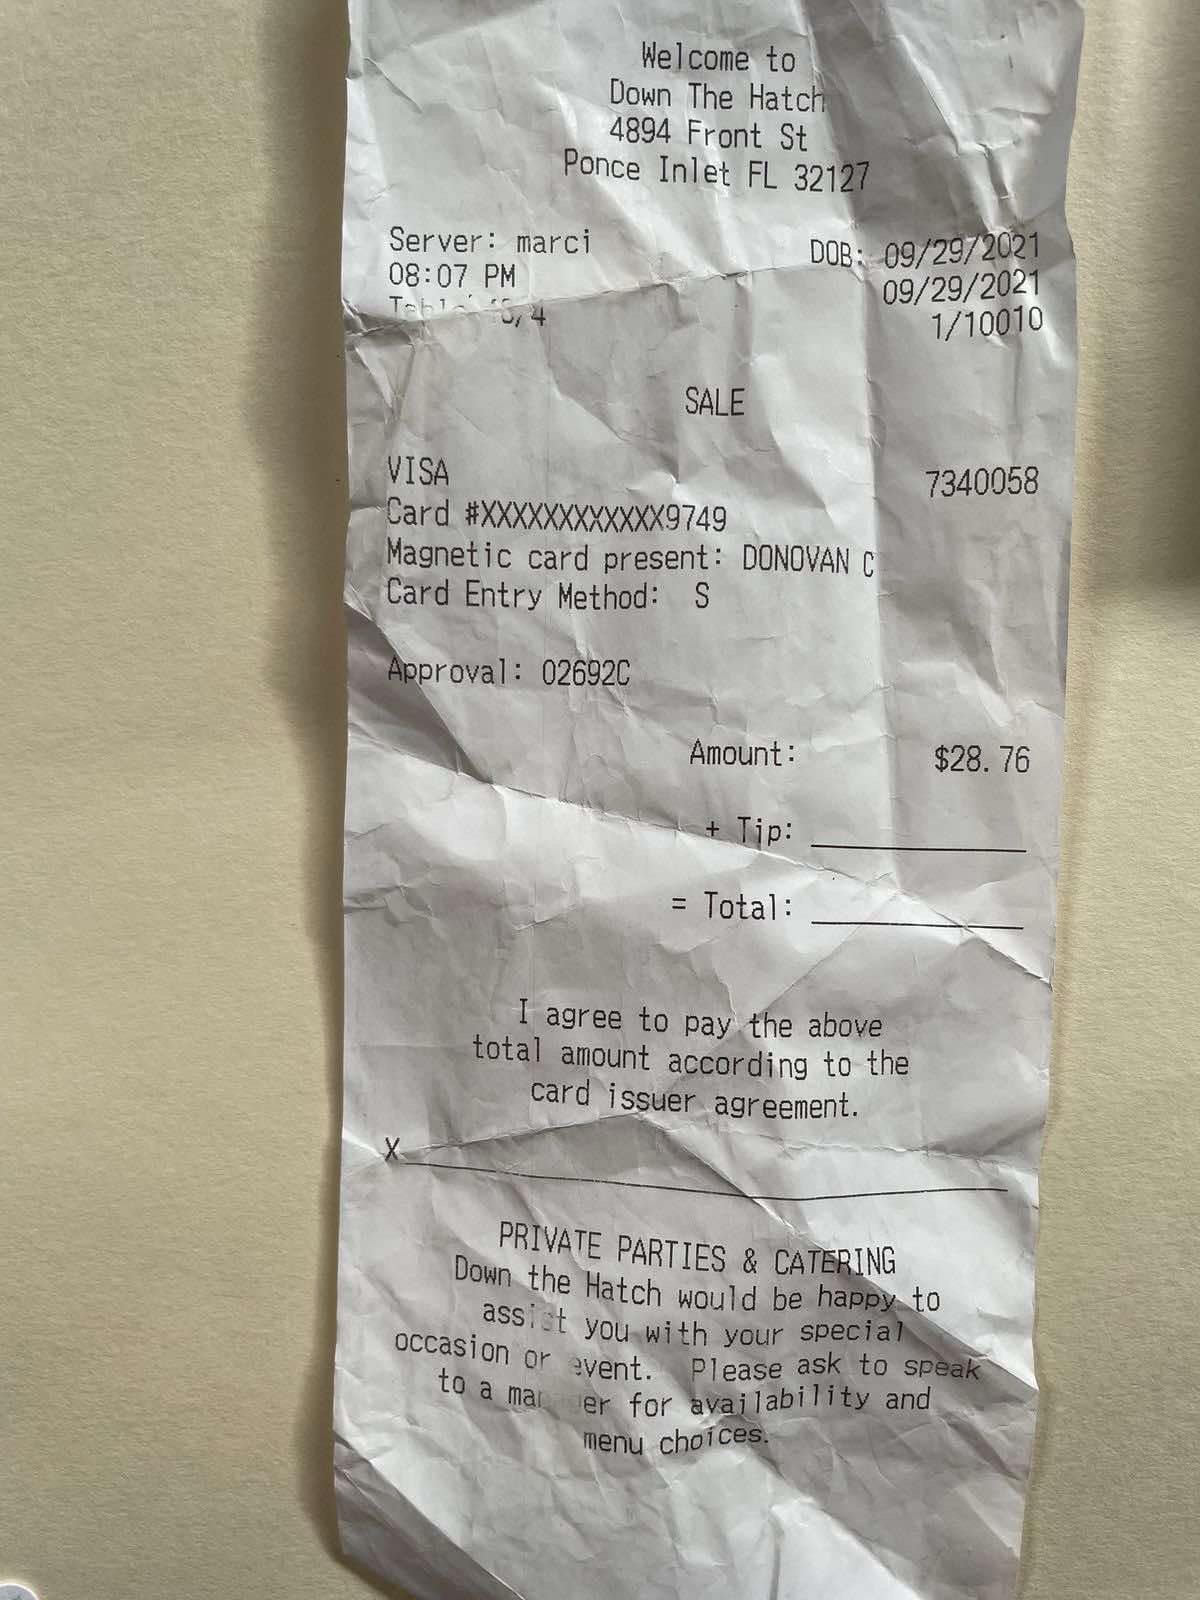 Welcome to
Down The Hatch
4894 Front St
Ponce Inlet FL 32127
Server: marci DOB: 09/29/2021
08:07 PM 09/29/2021
/4 1/10010
SALE
VISA 7340058
Card #XXXXXXXXXXXX9749
Magnetic card present: DONOVAN C
Card Entry Method: S
Approval: 02692C
Amount: $28.76
+ Tip:
= Total:
I agree to pay the above
total amount according to the
card issuer agreement.
X
PRIVATE PARTIES & CATERING
Down the Hatch would be happy to
assist you with your special
occasion or event. Please ask to speak
to a manager for availability and
menu choices.